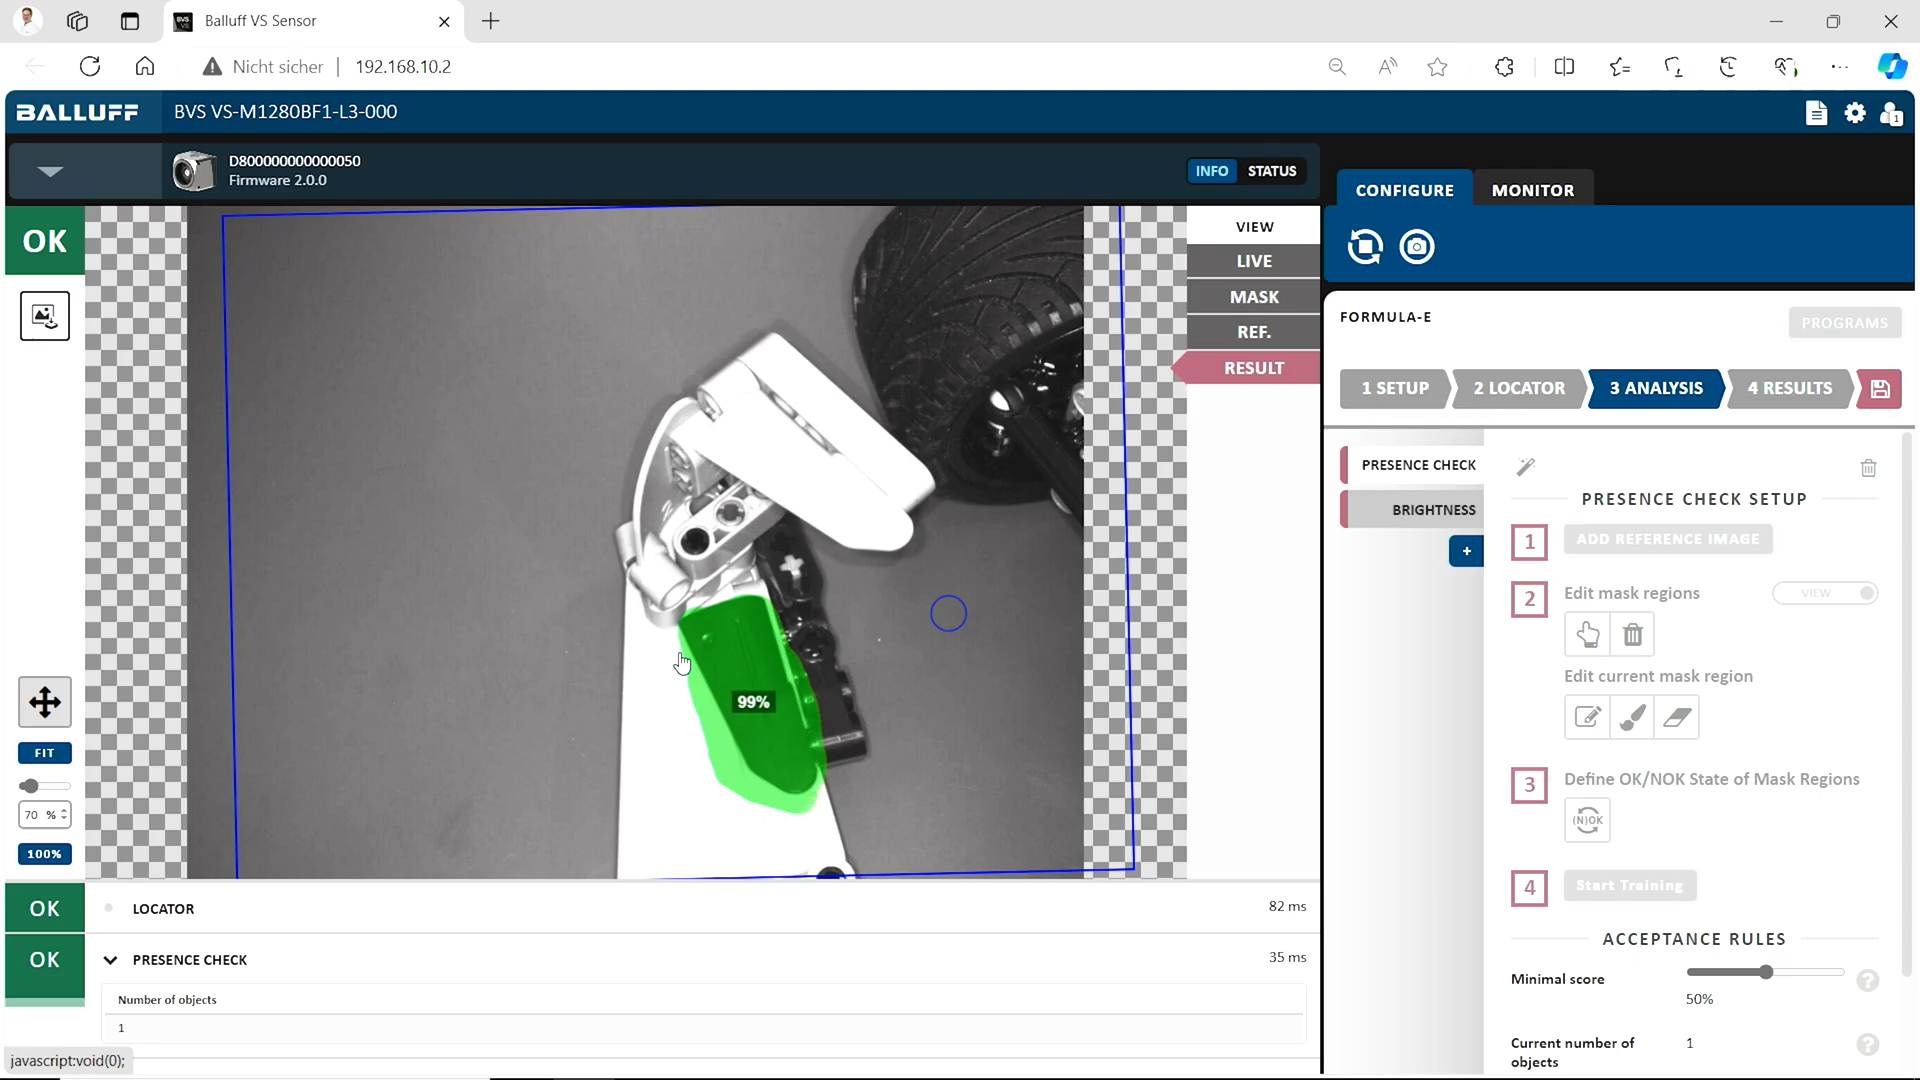 Balluff VS Sensor
Nicht sicher
192.168.10.2
BALLUFF
BVS VS-M1280BF1-L3-000
1
D800000000000050
Firmware 2.0.0
INFO
STATUS
CONFIGURE
MONITOR
OK
VIEW
LIVE
MASK
REF.
RESULT
FORMULA-E
PROGRAMS
1 SETUP
2 LOCATOR
3 ANALYSIS
4 RESULTS
PRESENCE CHECK
BRIGHTNESS
+
PRESENCE CHECK SETUP
1
ADD REFERENCE IMAGE
2
Edit mask regions
VIEW
Edit current mask region
99%
3
Define OK/NOK State of Mask Regions
(N)OK
4
Start Training
ACCEPTANCE RULES
Minimal score
50%
?
Current number of
objects
1
?
FIT
70 %
100%
OK
LOCATOR
82 ms
OK
PRESENCE CHECK
35 ms
Number of objects
1
javascript:void(0);